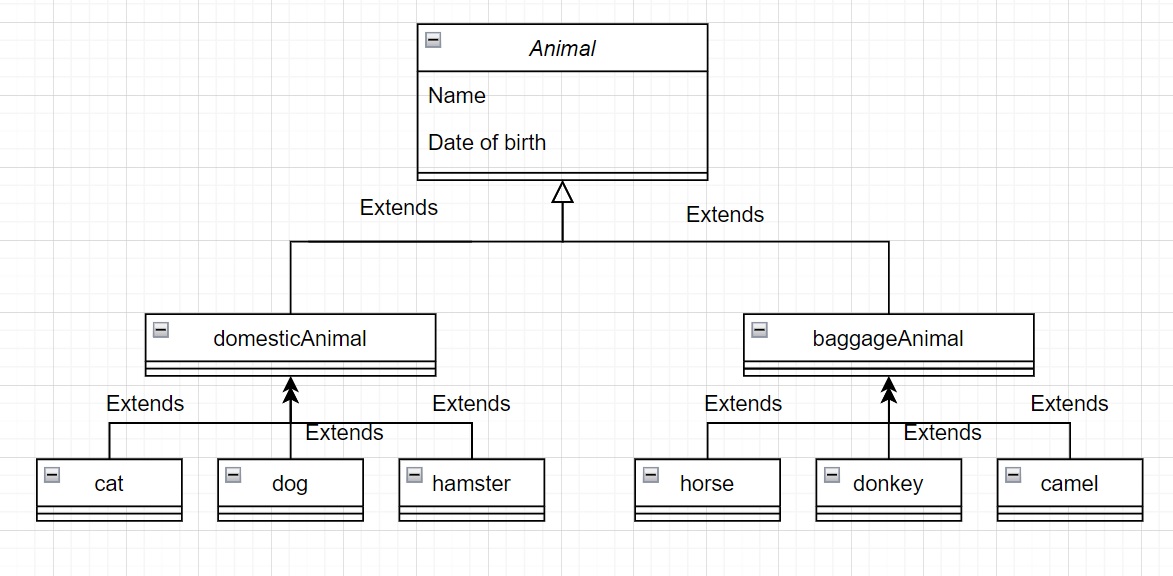 Animal
Name
Date of birth
Extends
Extends
domesticAnimal
baggageAnimal
Extends
Extends
Extends
Extends
Extends
Extends
cat
dog
hamster
horse
donkey
camel